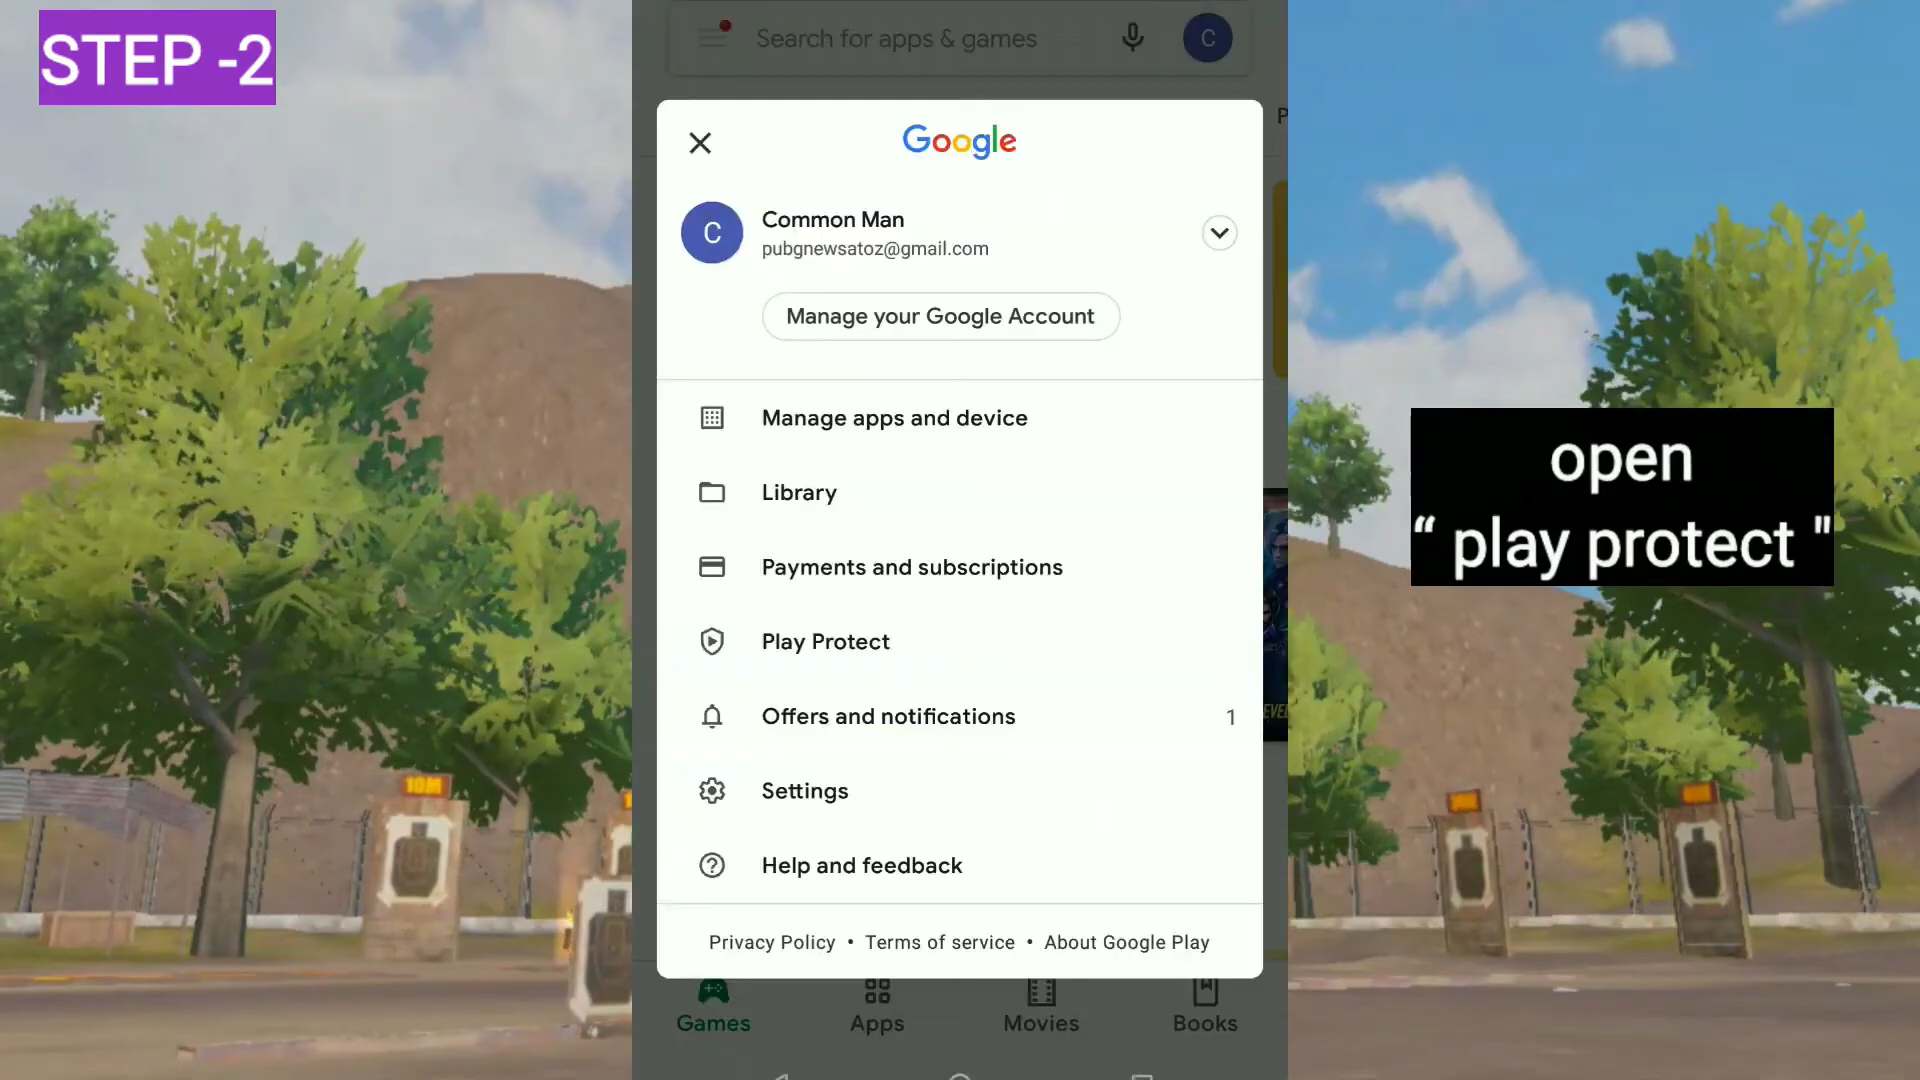 STEP -2
Search for apps & games
C
P
Google
C
Common Man
pubgnewsatoz@gmail.com
Manage your Google Account
Manage apps and device
Library
open
“ play protect "
Payments and subscriptions
Play Protect
Offers and notifications
1
Settings
Help and feedback
10M
Privacy Policy • Terms of service • About Google Play
Games
Apps
Movies
Books